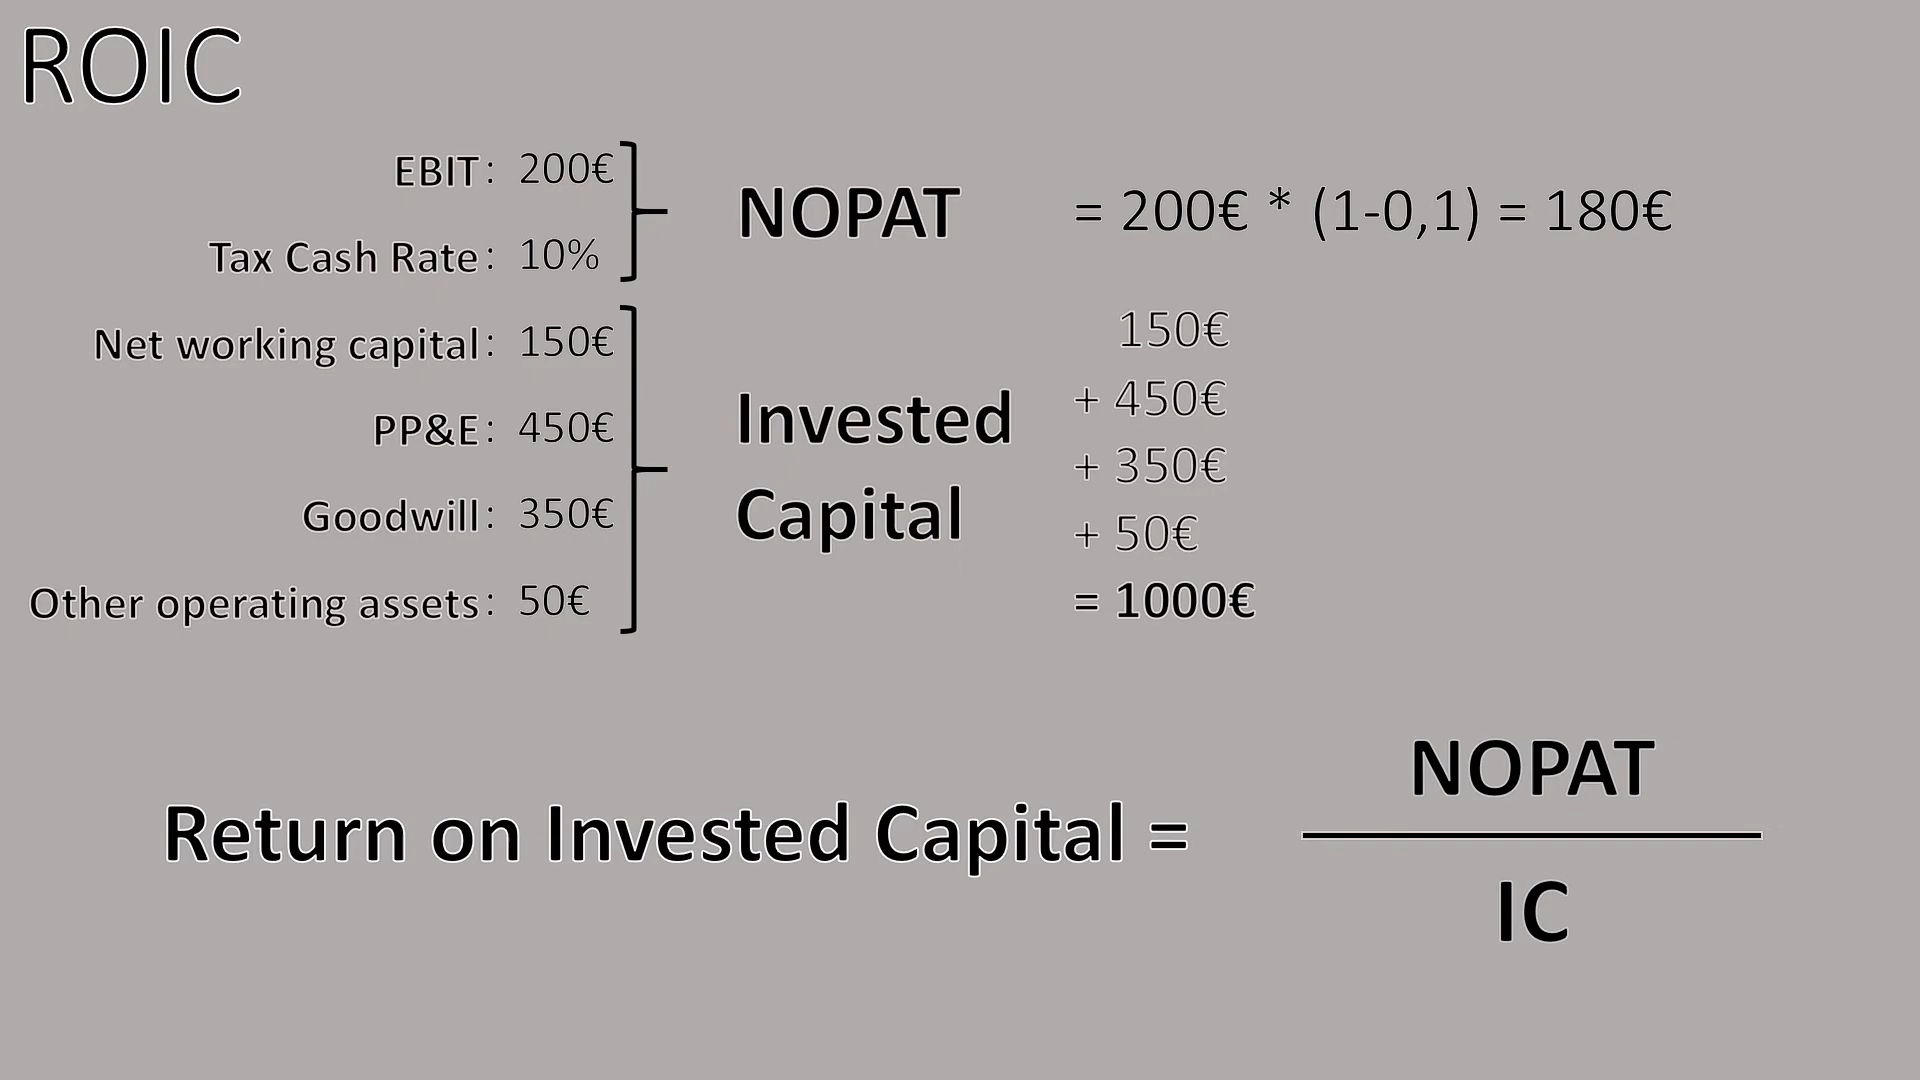 ROIC
EBIT: 200€
Tax Cash Rate: 10%
NOPAT = 200€ * (1-0,1) = 180€
Net working capital: 150€
PP&E: 450€
Goodwill: 350€
Other operating assets: 50€
Invested
Capital
150€
+ 450€
+ 350€
+ 50€
= 1000€
Return on Invested Capital =
NOPAT
IC